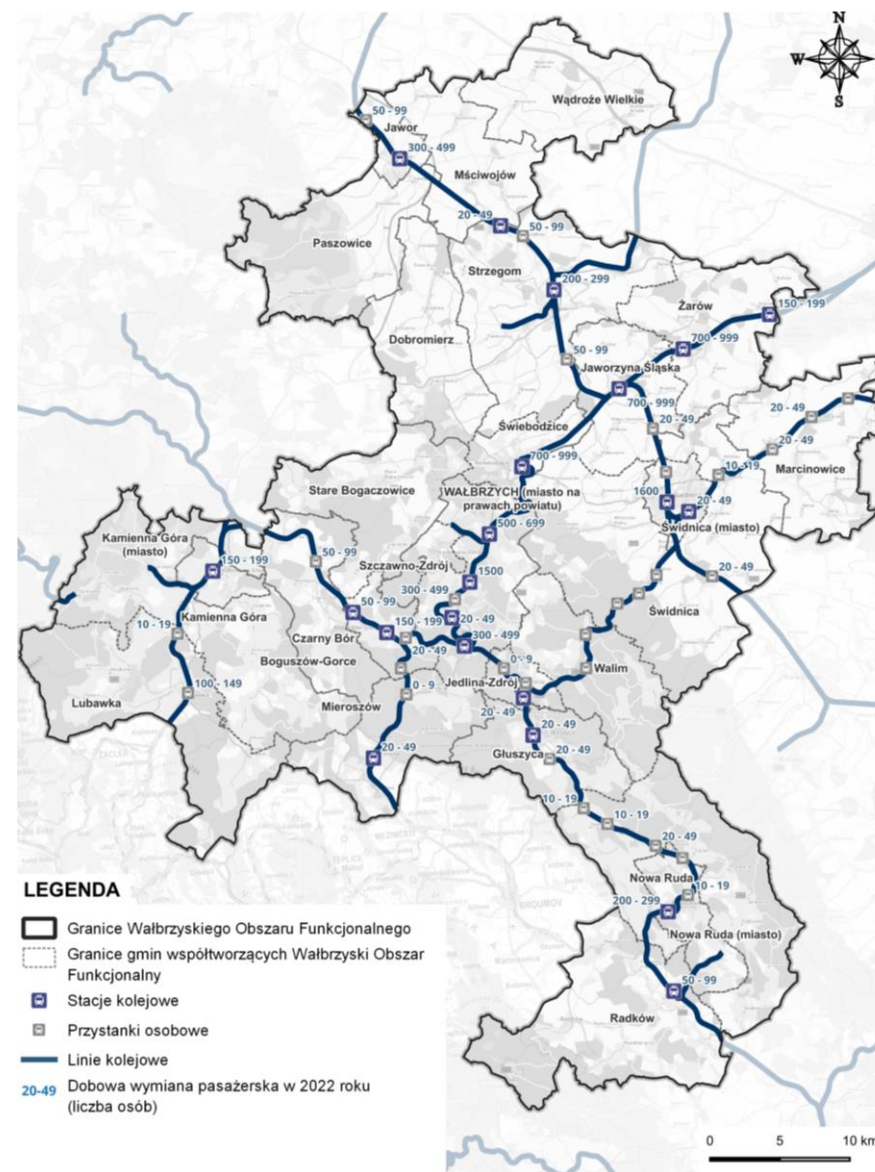 N
W
S
Wądroże Wielkie
50 - 99
Jawor
300 - 499
Mściwojów
20 - 49
50 - 99
Paszowice
Strzegom
200 - 299
Żarów
150 - 199
700 - 999
Dobromierz
50 - 99
Jaworzyna Śląska
700 - 999
20 - 49
Świebodzice
20 - 49
20 - 49
Marcinowice
700 - 999
10 - 19
Stare Bogaczowice
WAŁBRZYCH (miasto na
prawach powiatu)
1600
20 - 49
500 - 699
Świdnica (miasto)
Kamienna Góra
(miasto)
150 - 199
50 - 99
Szczawno-Zdrój
1500
20 - 49
300 - 499
Świdnica
Kamienna Góra
50 - 99
20 - 49
10 - 19
Czarny Bór
150 - 199
300 - 499
20 - 49
Boguszów-Gorce
0 - 9
Walim
100 - 149
Jedlina-Zdrój
0 - 9
Lubawka
Mieroszów
20 - 49
20 - 49
20 - 49
Głuszyca
20 - 49
10 - 19
10 - 19
20 - 49
Nowa Ruda
10 - 19
200 - 299
Nowa Ruda (miasto)
50 - 99
Radków
BROUMOV
LEGENDA
Granice Wałbrzyskiego Obszaru Funkcjonalnego
Granice gmin współtworzących Wałbrzyski Obszar
Funkcjonalny
Stacje kolejowe
Przystanki osobowe
Linie kolejowe
20-49 Dobowa wymiana pasażerska w 2022 roku
(liczba osób)
0 5 10 km